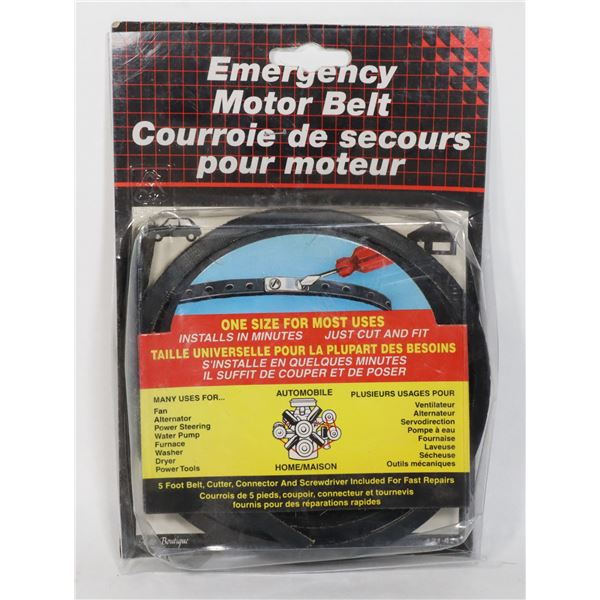 Emergency
Motor Belt
Courroie de secours
pour moteur
ONE SIZE FOR MOST USES
INSTALLS IN MINUTES JUST CUT AND FIT
TAILLE UNIVERSELLE POUR LA PLUPART DES BESOINS
S'INSTALLE EN QUELQUES MINUTES
IL SUFFIT DE COUPER ET DE POSER
MANY USES FOR...
Fan
Alternator
Power Steering
Water Pump
Furnace
Washer
Dryer
Power Tools
AUTOMOBILE
HOME/MAISON
PLUSIEURS USAGES POUR
Ventilateur
Alternateur
Servodirection
Pompe à eau
Fournaise
Laveuse
Sécheuse
Outils mécaniques
5 Foot Belt, Cutter, Connector And Screwdriver Included For Fast Repairs
Courrois de 5 pieds, coupoir, connecteur et tournevis
fournis pour des réparations rapides
Boutique